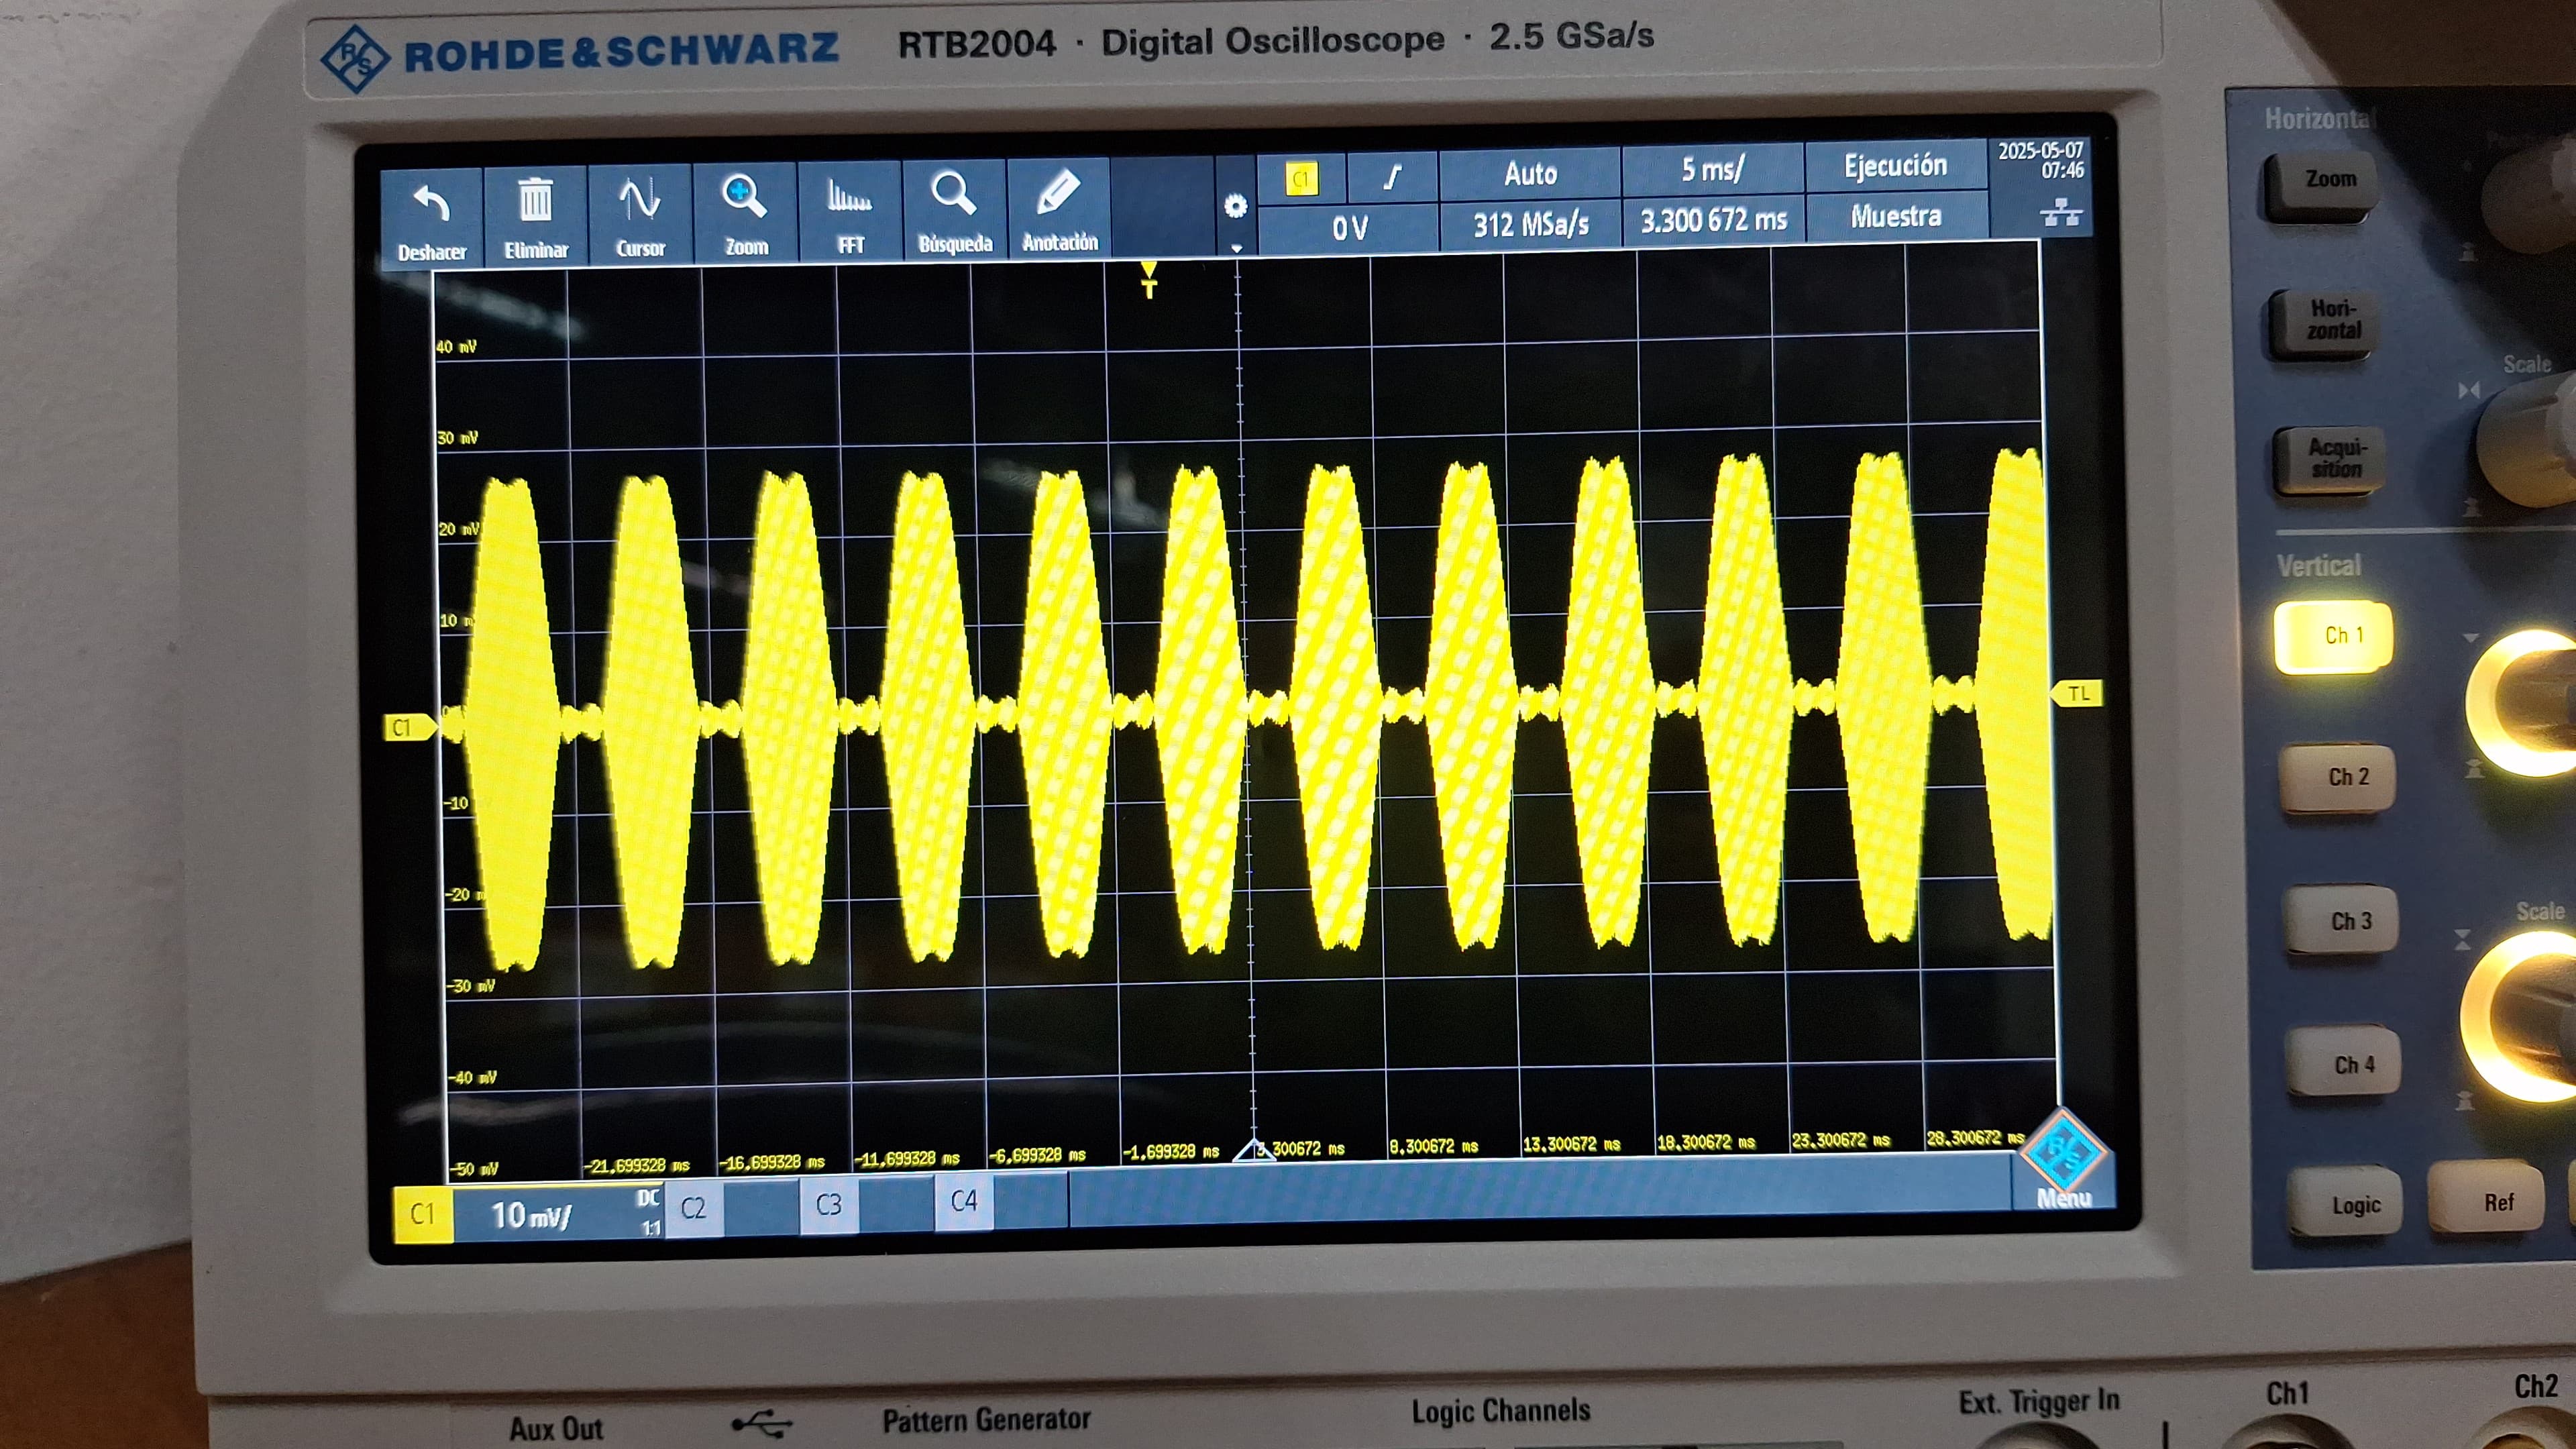 ROHDE&SCHWARZ RTB2004 · Digital Oscilloscope · 2.5 GSa/s
Deshacer Eliminar Cursor Zoom FFT Búsqueda Anotación
C1 Auto 5 ms/ Ejecución 2025-05-07
07:46
0 V 312 MSa/s 3.300 672 ms Muestra
T
40 mV
30 mV
20 mV
10 m
C1
TL
-10
-20 m
-30 mV
-40 mV
-50 mV
-21,699328 ms -16,699328 ms -11,699328 ms -6,699328 ms -1,699328 ms 3,300672 ms 8,300672 ms 13,300672 ms 18,300672 ms 23,300672 ms 28,300672 ms
C1 10 mV/ DC
1:1
C2 C3 C4
Menu
Horizontal
Zoom
Hori-
zontal
Scale
Acqui-
sition
Vertical
Ch 1
Ch 2
Ch 3
Scale
Ch 4
Logic Ref
Aux Out Pattern Generator Logic Channels Ext. Trigger In Ch1 Ch2